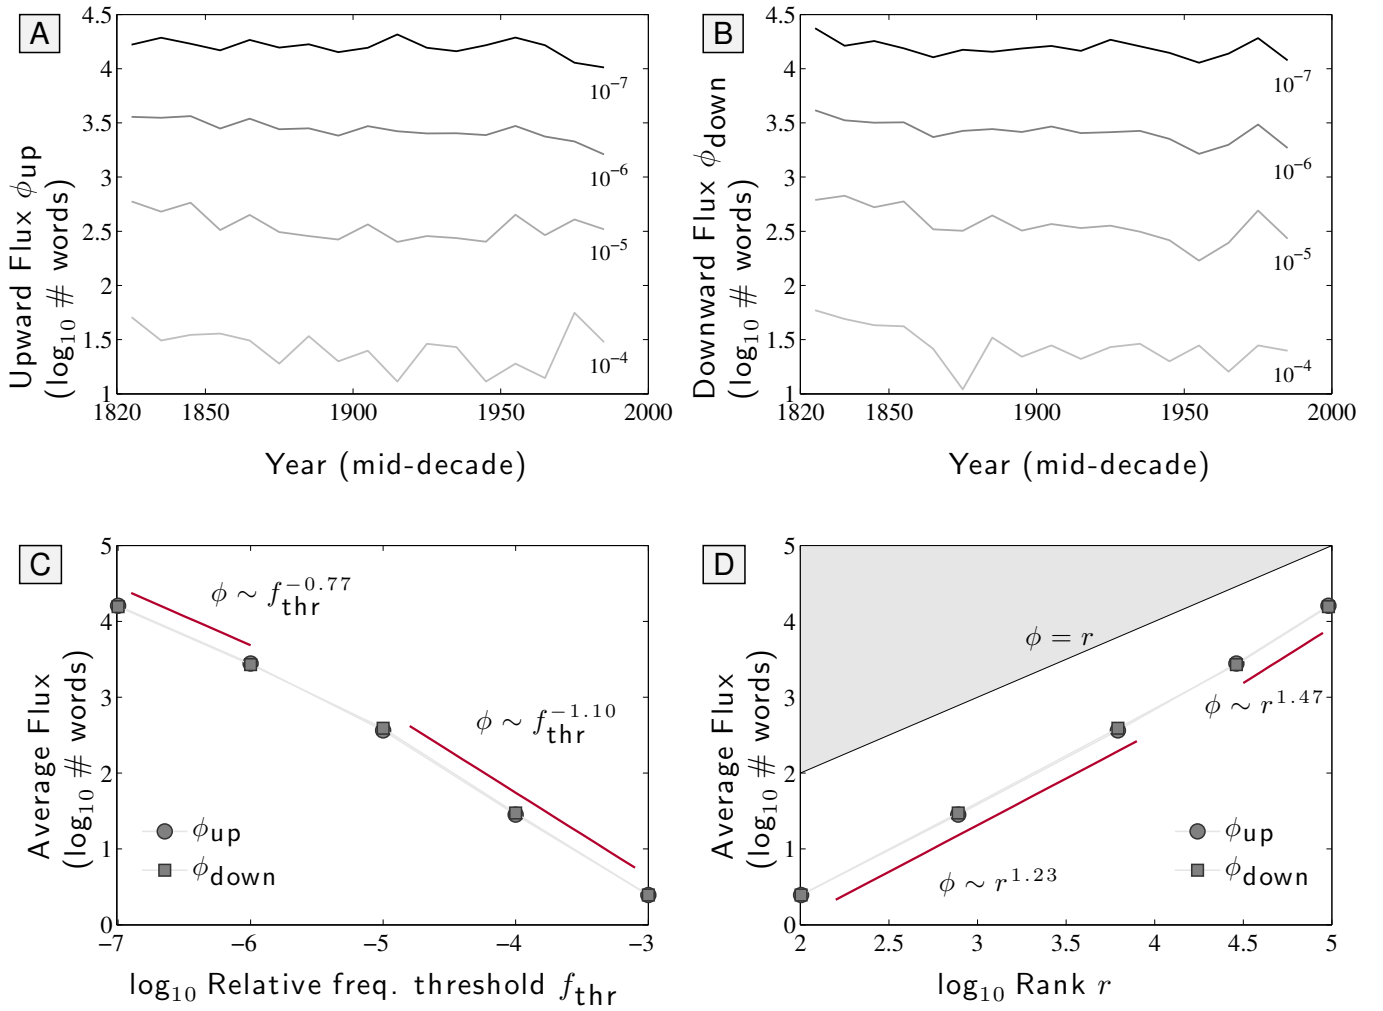 A
Upward Flux ϕup
(log10 # words)
4.5
4
3.5
3
2.5
2
1.5
1
10−7
10−6
10−5
10−4
1820 1850 1900 1950 2000
Year (mid-decade)
B
Downward Flux ϕdown
(log10 # words)
4.5
4
3.5
3
2.5
2
1.5
1
10−7
10−6
10−5
10−4
1820 1850 1900 1950 2000
Year (mid-decade)
C
Average Flux
(log10 # words)
5
4
3
2
1
0
ϕ ∼ fthr−0.77
ϕ ∼ fthr−1.10
ϕup
ϕdown
−7 −6 −5 −4 −3
log10 Relative freq. threshold fthr
D
Average Flux
(log10 # words)
5
4
3
2
1
0
ϕ = r
ϕ ∼ r1.47
ϕ ∼ r1.23
ϕup
ϕdown
2 2.5 3 3.5 4 4.5 5
log10 Rank r